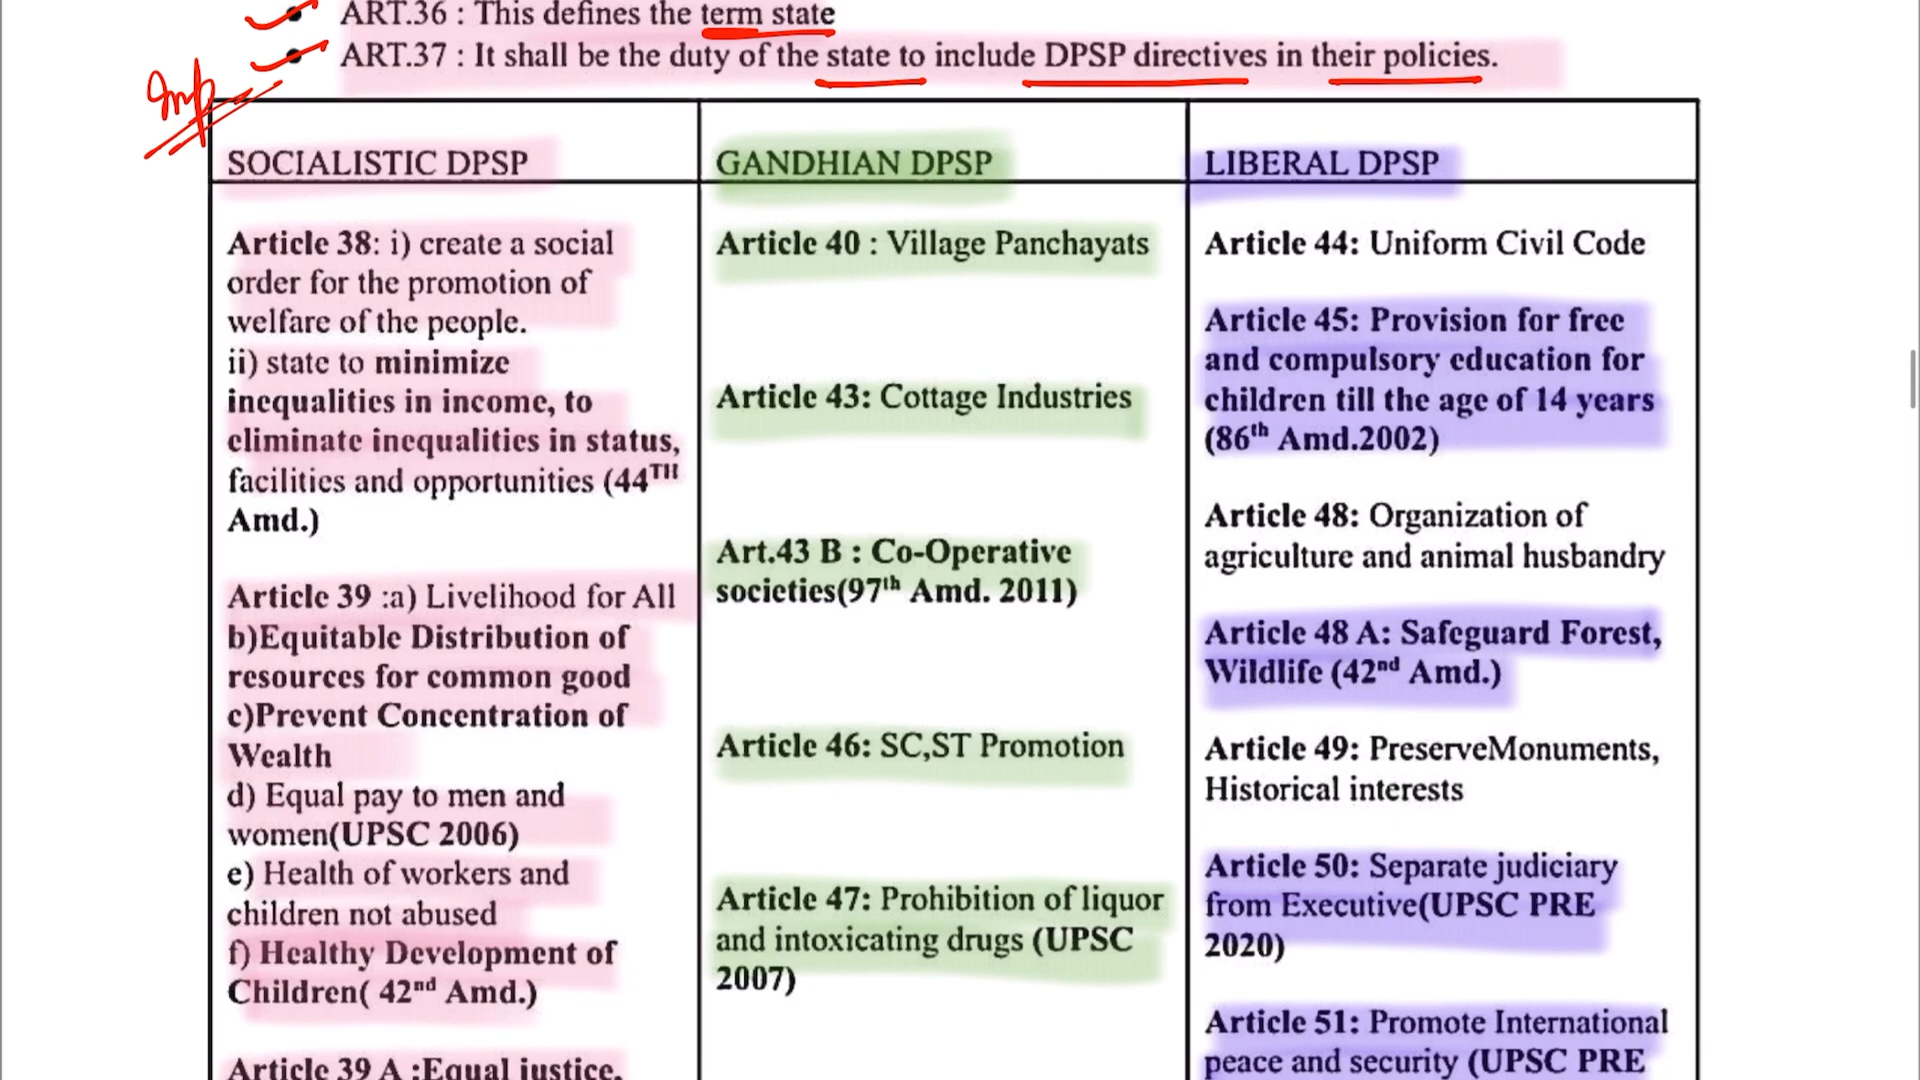 ART.36 : This defines the term state
ART.37 : It shall be the duty of the state to include DPSP directives in their policies.
Imp
SOCIALISTIC DPSP
Article 38: i) create a social
order for the promotion of
welfare of the people.
ii) state to minimize
inequalities in income, to
eliminate inequalities in status,
facilities and opportunities (44TH
Amd.)
Article 39 :a) Livelihood for All
b)Equitable Distribution of
resources for common good
c)Prevent Concentration of
Wealth
d) Equal pay to men and
women(UPSC 2006)
e) Health of workers and
children not abused
f) Healthy Development of
Children( 42nd Amd.)
Article 39 A :Equal justice,
GANDHIAN DPSP
Article 40 : Village Panchayats
Article 43: Cottage Industries
Art.43 B : Co-Operative
societies(97th Amd. 2011)
Article 46: SC,ST Promotion
Article 47: Prohibition of liquor
and intoxicating drugs (UPSC
2007)
LIBERAL DPSP
Article 44: Uniform Civil Code
Article 45: Provision for free
and compulsory education for
children till the age of 14 years
(86th Amd.2002)
Article 48: Organization of
agriculture and animal husbandry
Article 48 A: Safeguard Forest,
Wildlife (42nd Amd.)
Article 49: PreserveMonuments,
Historical interests
Article 50: Separate judiciary
from Executive(UPSC PRE
2020)
Article 51: Promote International
peace and security (UPSC PRE